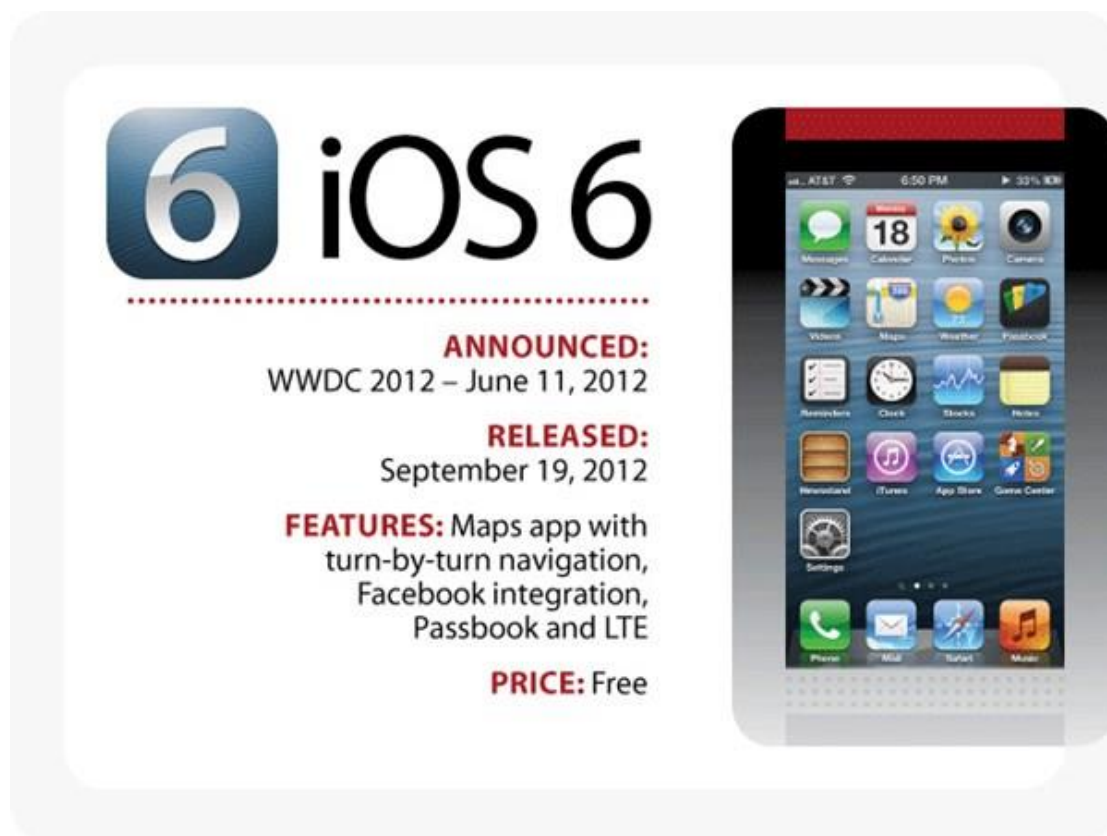 6 iOS 6
ANNOUNCED:
WWDC 2012 – June 11, 2012
RELEASED:
September 19, 2012
FEATURES: Maps app with
turn-by-turn navigation,
Facebook integration,
Passbook and LTE
PRICE: Free
AT&T 6:50 PM 33%
Monday
18
Messages Calendar Photos Camera
280
73°
Videos Maps Weather Passbook
Reminders Clock Stocks Notes
Newsstand iTunes App Store Game Center
Settings
Phone Mail Safari Music